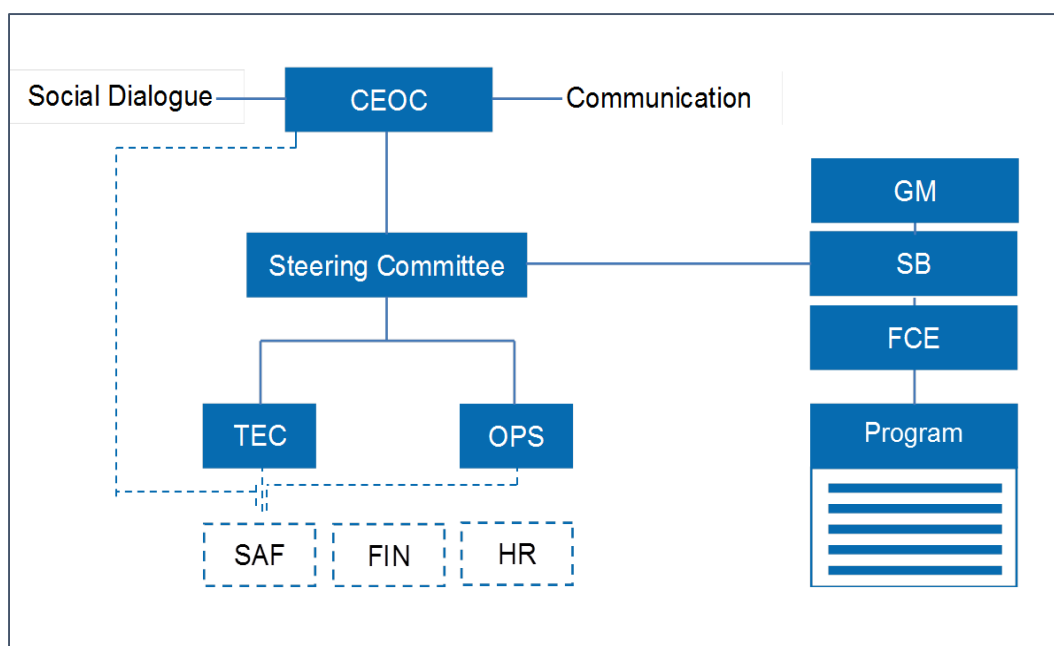 Social Dialogue
CEOC
Communication
GM
Steering Committee
SB
FCE
TEC
OPS
Program
SAF
FIN
HR